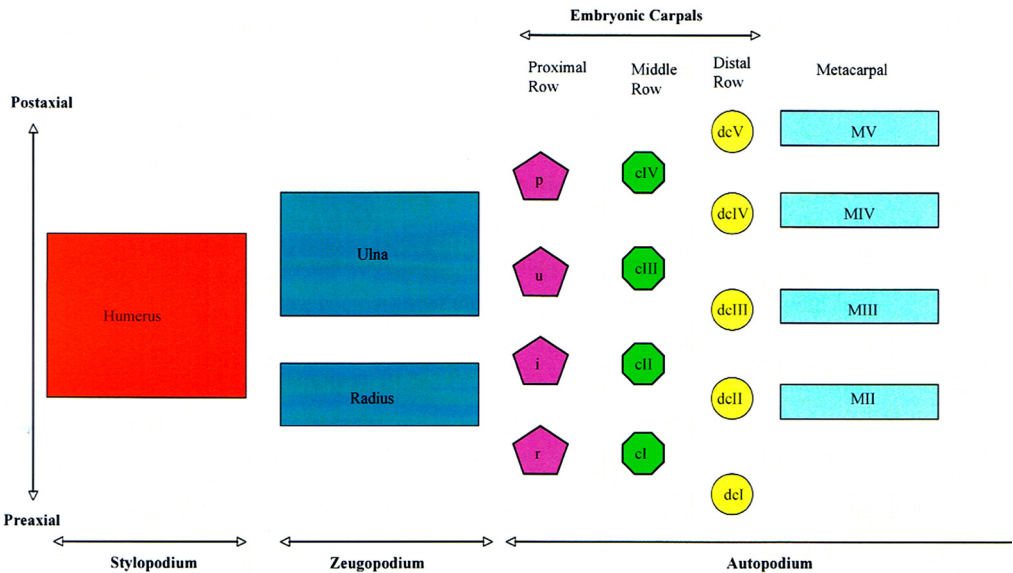 Embryonic Carpals
Proximal
Row
Middle
Row
Distal
Row
Metacarpal
Postaxial
dcV
MV
p
cIV
dcIV
MIV
Ulna
u
cIII
dcIII
MIII
Humerus
i
cII
Radius
dcII
MII
r
cI
dcI
Preaxial
Stylopodium
Zeugopodium
Autopodium